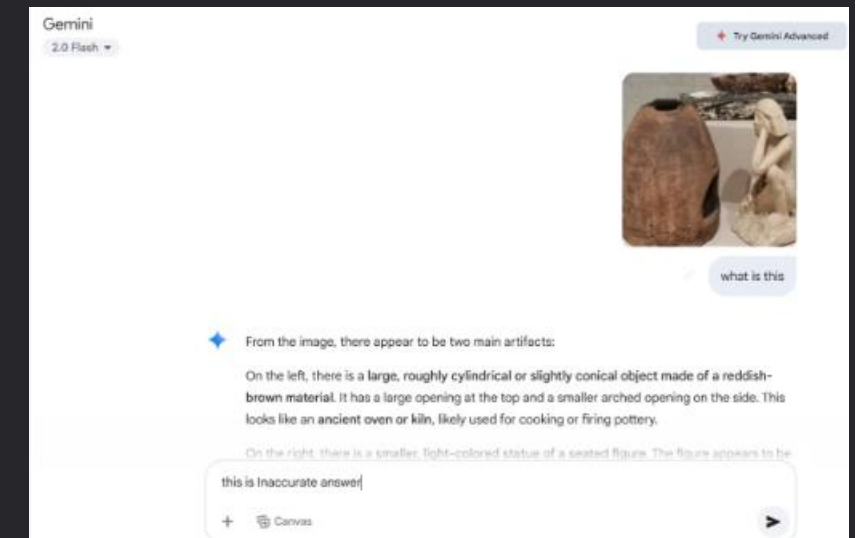 Gemini
2.0 Flash
Try Gemini Advanced
what is this
From the image, there appear to be two main artifacts:
On the left, there is a large, roughly cylindrical or slightly conical object made of a reddish-
brown material. It has a large opening at the top and a smaller arched opening on the side. This
looks like an ancient oven or kiln, likely used for cooking or firing pottery.
On the right, there is a smaller, light-colored statue of a seated figure. The figure appears to be
this is Inaccurate answer
Canvas